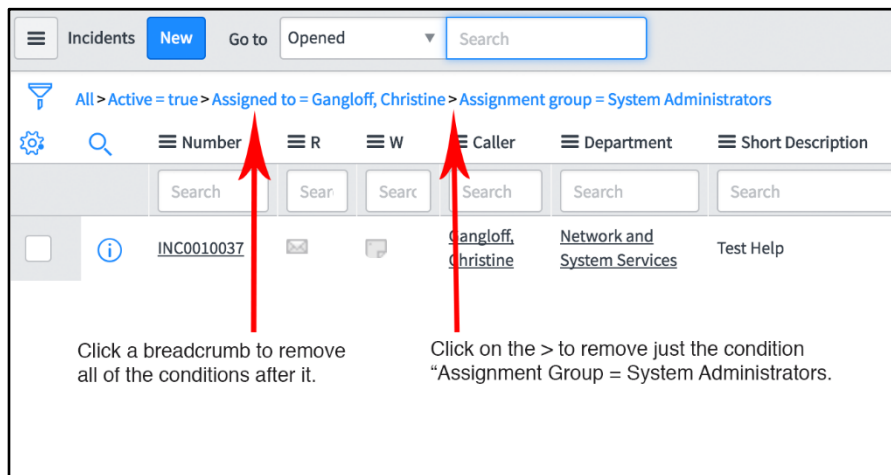 Incidents New Go to Opened Search
All > Active = true > Assigned to = Gangloff, Christine > Assignment group = System Administrators
Number R W Caller Department Short Description
Search Sear Searc Search Search Search
INC0010037 Gangloff, Christine Network and System Services Test Help
Click a breadcrumb to remove
all of the conditions after it.
Click on the > to remove just the condition
“Assignment Group = System Administrators.